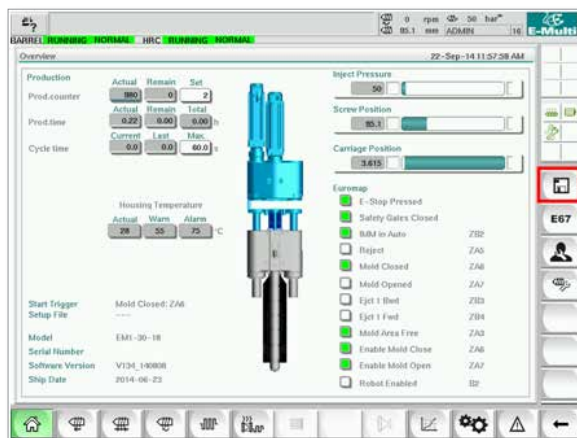 0 rpm 50 bar"
85.1 mm ADMIN 16 E-Multi
BARREL RUNNING NORMAL HRC RUNNING NORMAL
Overview 22-Sep-14 11:57:58 AM
Production
Actual Remain Set
Prod.counter 980 0 2
Actual Remain Total
Prod.time 0.22 0.00 0.00 h
Current Last Max.
Cycle time 0.0 0.0 60.0 s
Inject Pressure
50
Screw Position
85.1
Carriage Position
3.615
Housing Temperature
Actual Warn Alarm
28 55 75 °C
Euromap
E-Stop Pressed
Safety Gates Closed
IMM in Auto ZB2
Reject ZA5
Mold Closed ZA6
Mold Opened ZA7
Ejct 1 Bwd ZB3
Ejct 1 Fwd ZB4
Mold Area Free ZA3
Enable Mold Close ZA6
Enable Mold Open ZA7
Robot Enabled B2
Start Trigger Mold Closed: ZA6
Setup File ----
Model EM1-30-18
Serial Number
Software Version V134_140808
Ship Date 2014-06-23
E67